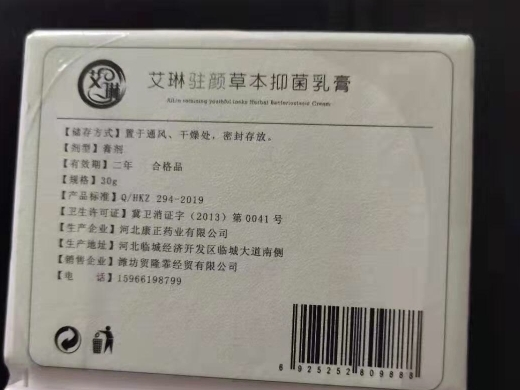 艾琳
艾琳驻颜草本抑菌乳膏
【储存方式】置于通风、干燥处，密封存放。
【剂型】膏剂
【有效期】二年 合格品
【规格】30g
【产品标准】Q/HKZ 294-2019
【卫生许可证】冀卫消证字（2013）第0041号
【生产企业】河北康正药业有限公司
【生产地址】河北临城经济开发区临城大道南侧
【销售企业】潍坊贺隆霏经贸有限公司
【电 话】15966198799
6925252809888